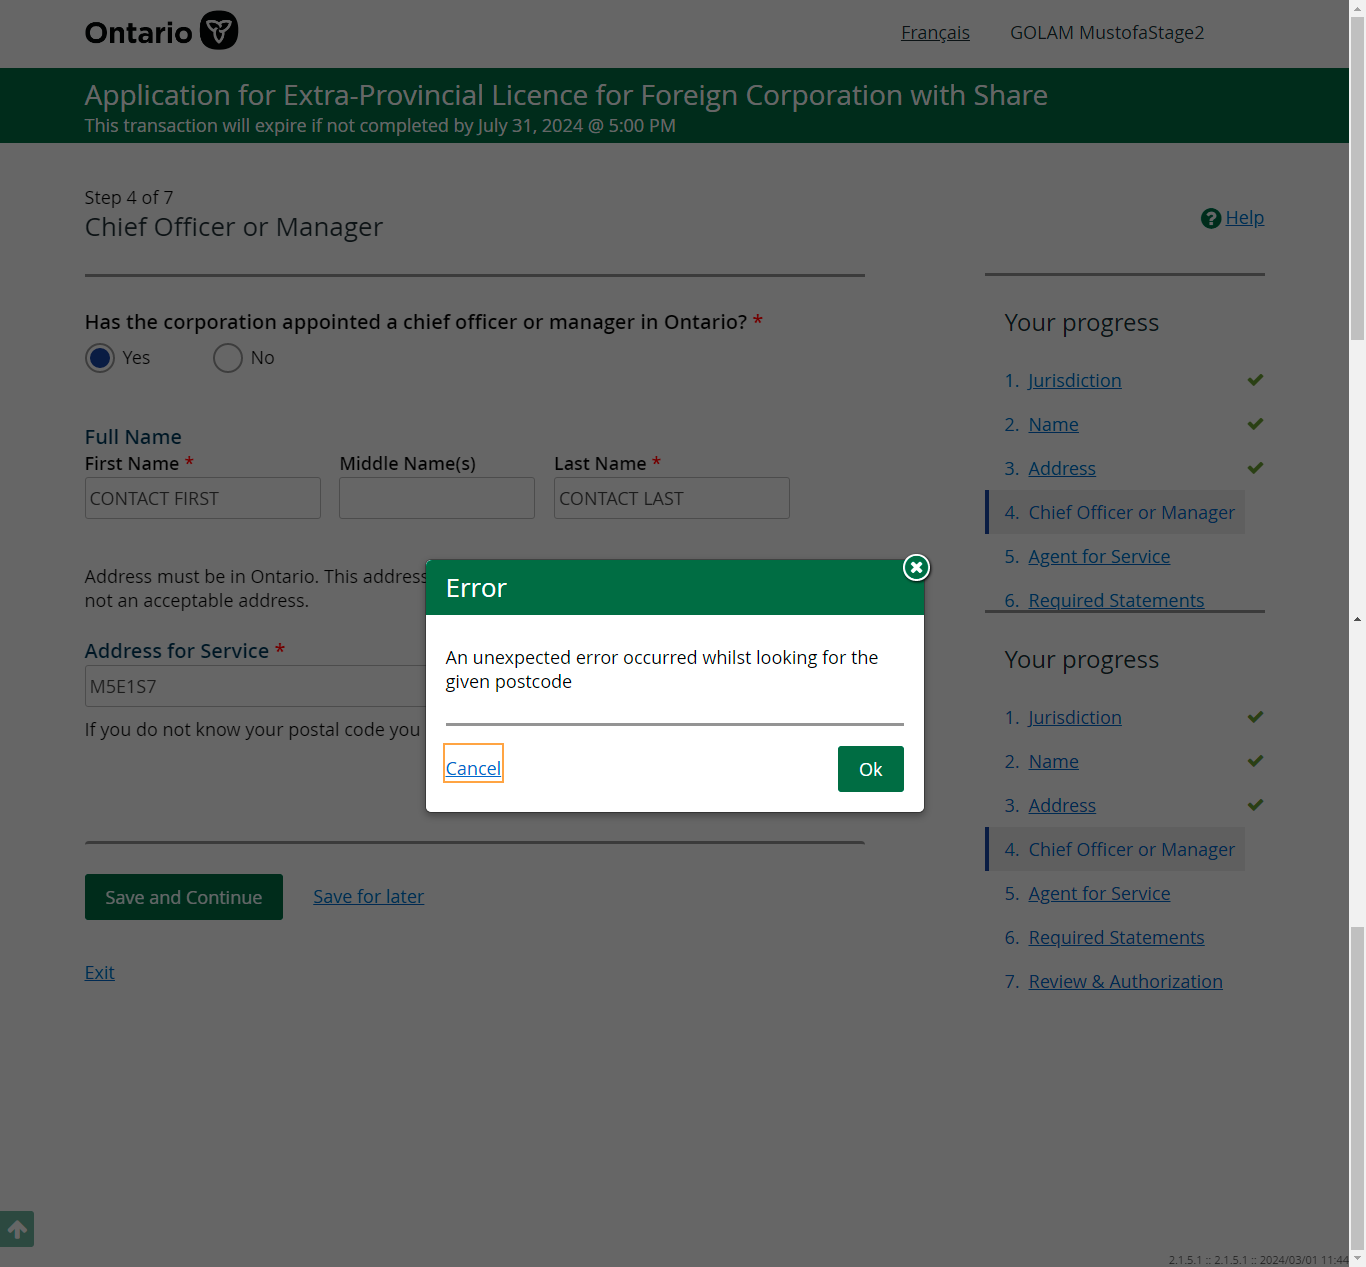 Ontario
Français
GOLAM MustofaStage2
Application for Extra-Provincial Licence for Foreign Corporation with Share
This transaction will expire if not completed by July 31, 2024 @ 5:00 PM
Step 4 of 7
Chief Officer or Manager
Help
Has the corporation appointed a chief officer or manager in Ontario? *
Yes
No
Full Name
First Name *
Middle Name(s)
Last Name *
CONTACT FIRST
CONTACT LAST
Address must be in Ontario. This address
not an acceptable address.
Address for Service *
M5E1S7
If you do not know your postal code you
Error
An unexpected error occurred whilst looking for the
given postcode
Cancel
Ok
Save and Continue
Save for later
Exit
Your progress
1. Jurisdiction
2. Name
3. Address
4. Chief Officer or Manager
5. Agent for Service
6. Required Statements
Your progress
1. Jurisdiction
2. Name
3. Address
4. Chief Officer or Manager
5. Agent for Service
6. Required Statements
7. Review & Authorization
2.1.5.1 :: 2.1.5.1 :: 2024/03/01 11:44